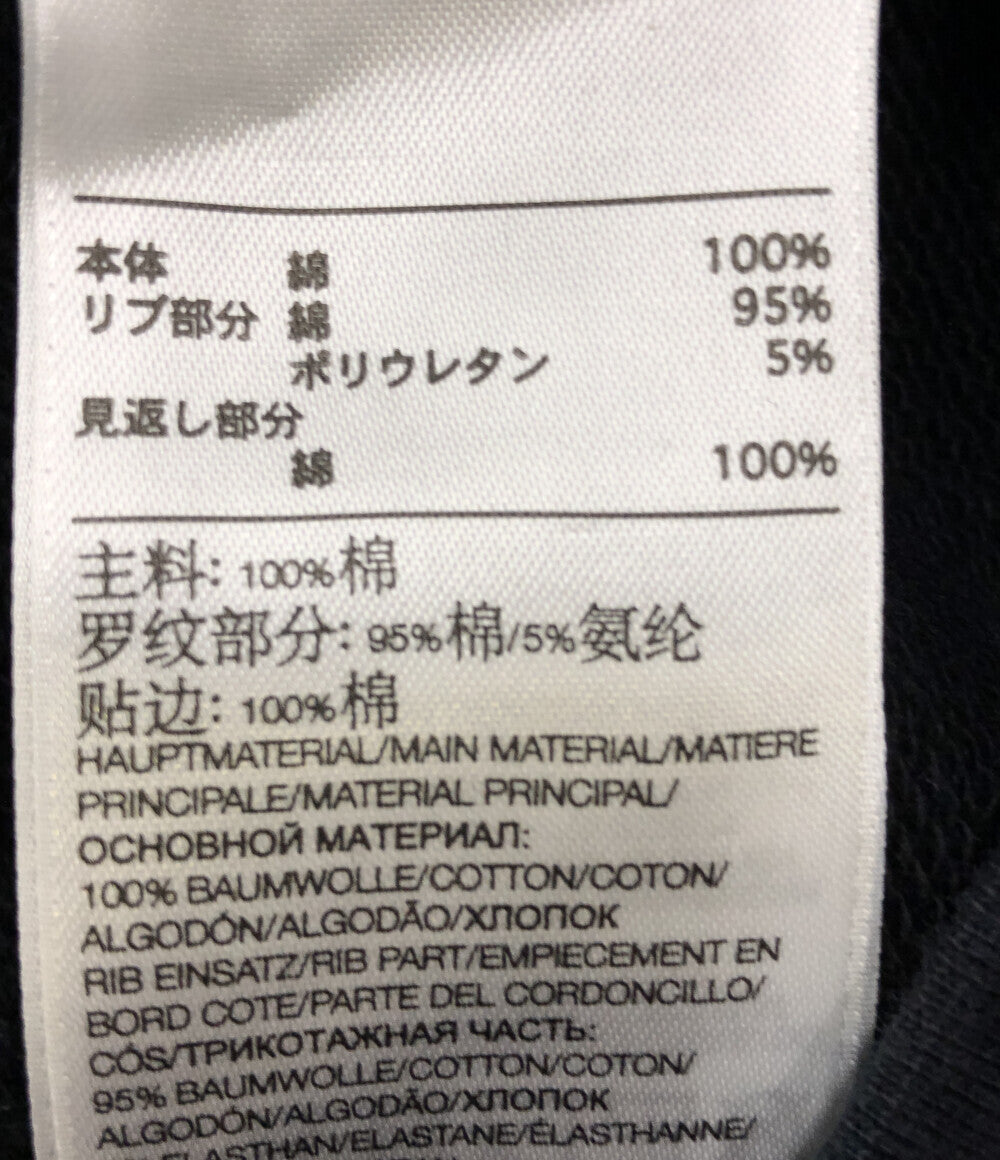 本体 綿 100%
リブ部分 綿 95%
ポリウレタン 5%
見返し部分
綿 100%
主料: 100%棉
罗纹部分: 95%棉/5%氨纶
贴边: 100%棉
HAUPTMATERIAL/MAIN MATERIAL/MATIERE
PRINCIPALE/MATERIAL PRINCIPAL/
ОСНОВНОЙ МАТЕРИАЛ:
100% BAUMWOLLE/COTTON/COTON/
ALGODÓN/ALGODÃO/ХЛОПОК
RIB EINSATZ/RIB PART/EMPIECEMENT EN
BORD COTE/PARTE DEL CORDONCILLO/
CÓS/ТРИКОТАЖНАЯ ЧАСТЬ:
95% BAUMWOLLE/COTTON/COTON/
ALGODÓN/ALGODÃO/ХЛОПОК
ELASTHAN/ELASTANE/ÉLASTHANNE/